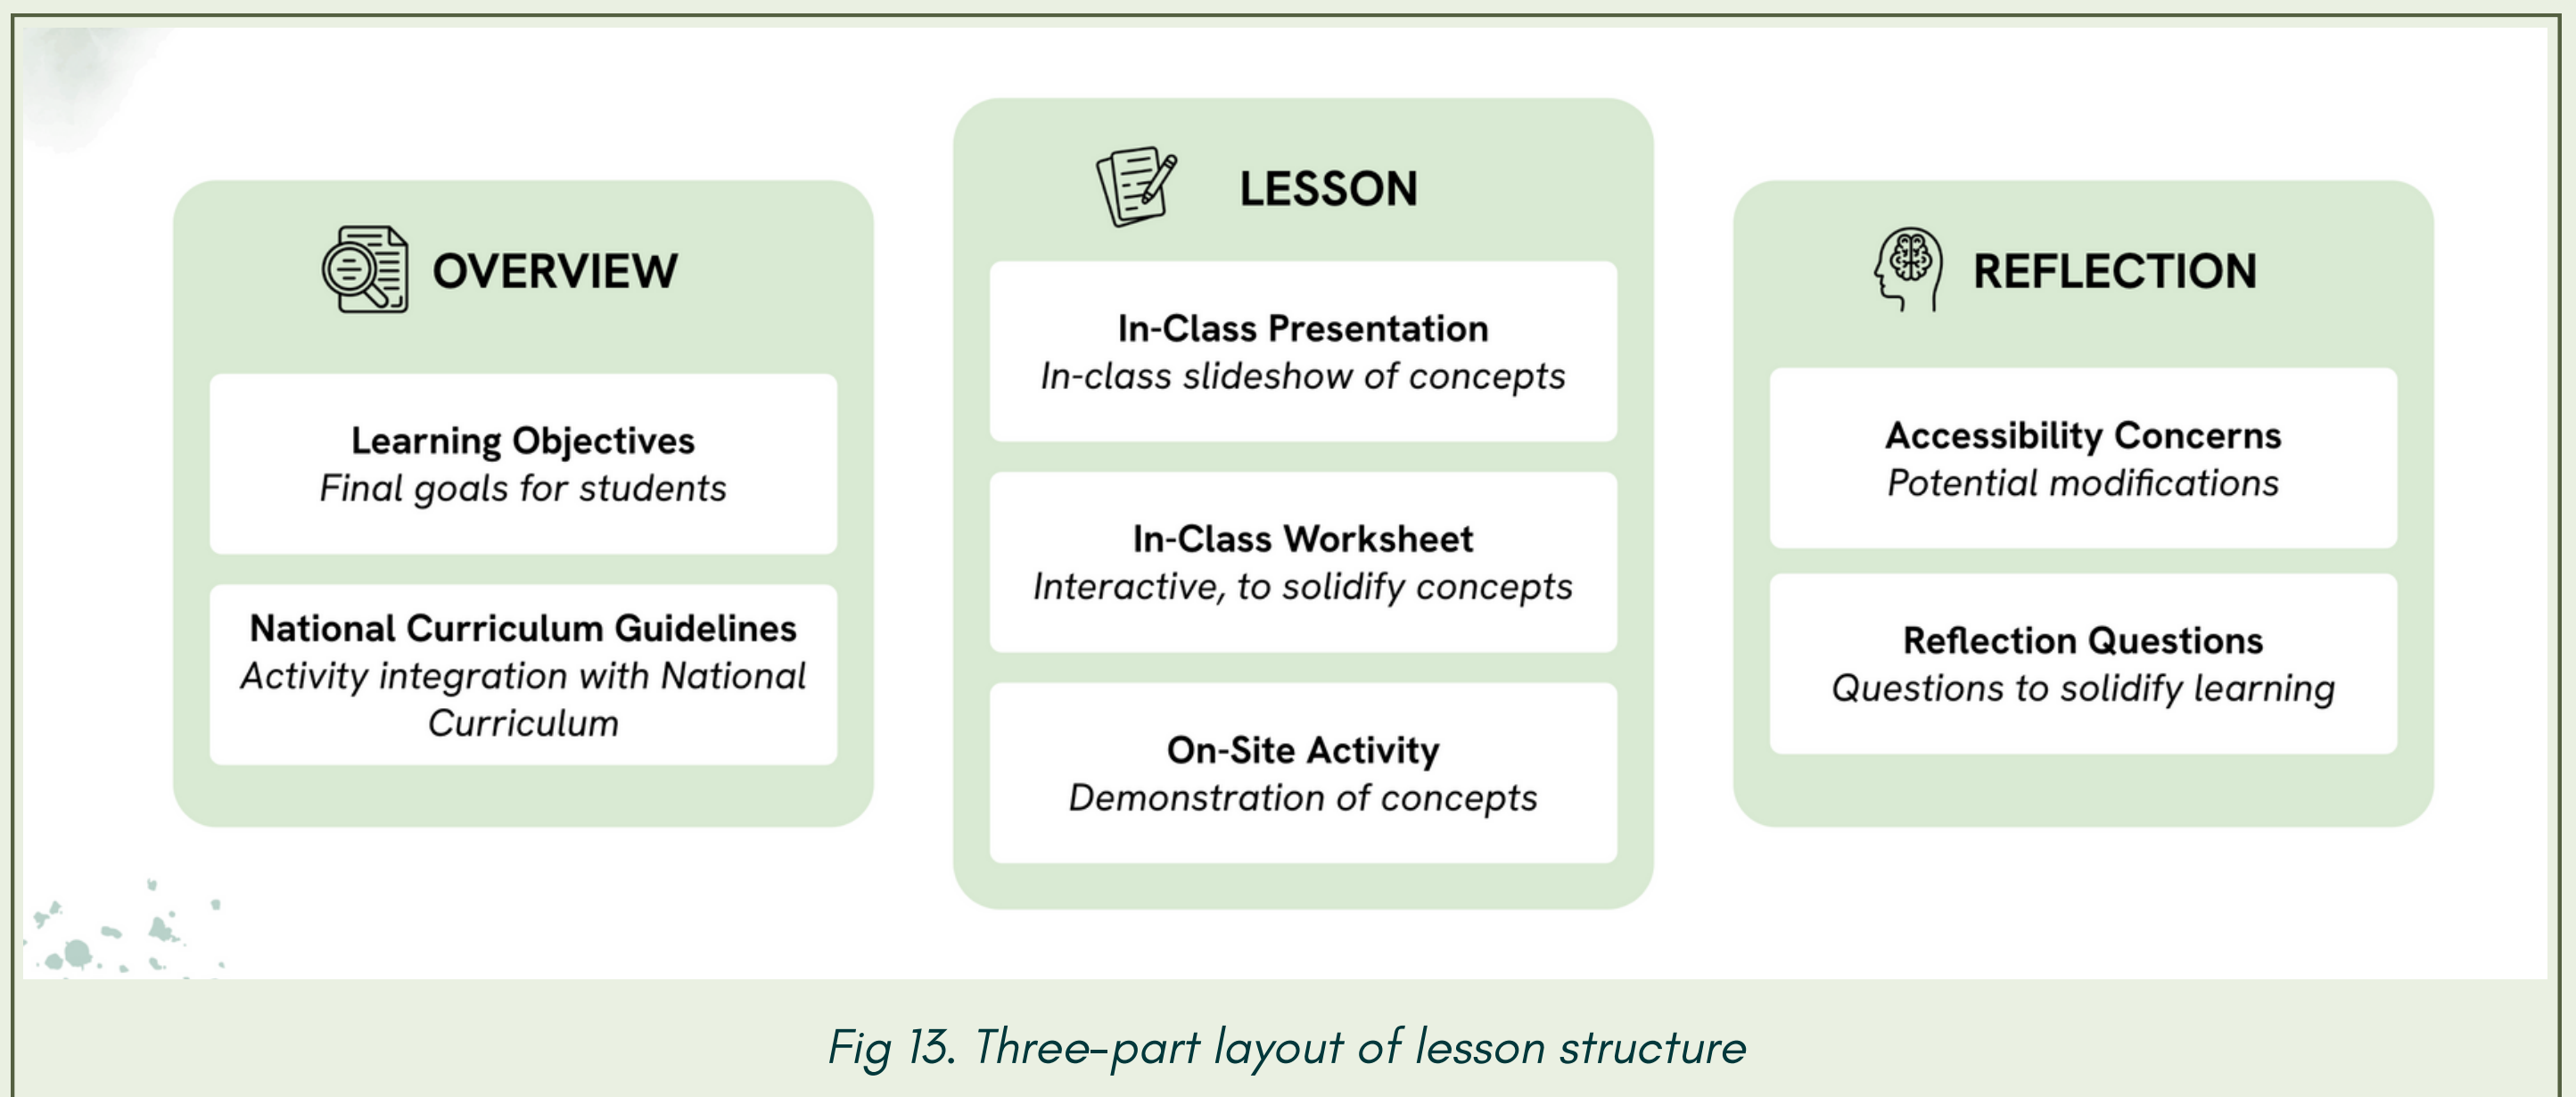 OVERVIEW
Learning Objectives
Final goals for students
National Curriculum Guidelines
Activity integration with National
Curriculum
LESSON
In-Class Presentation
In-class slideshow of concepts
In-Class Worksheet
Interactive, to solidify concepts
On-Site Activity
Demonstration of concepts
REFLECTION
Accessibility Concerns
Potential modifications
Reflection Questions
Questions to solidify learning
Fig 13. Three-part layout of lesson structure